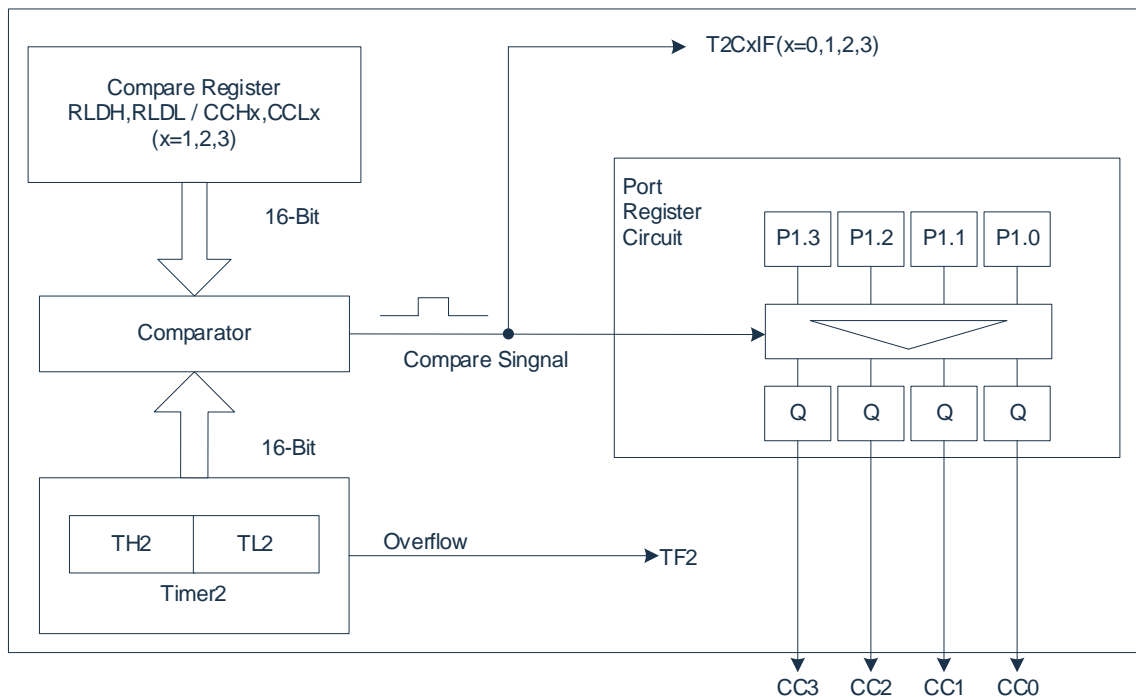 T2CxIF(x=0,1,2,3)
Compare Register
RLDH,RLDL / CCHx,CCLx
(x=1,2,3)
16-Bit
Port
Register
Circuit
P1.3 P1.2 P1.1 P1.0
Comparator
Compare Singnal
Q Q Q Q
16-Bit
TH2 TL2
Timer2
Overflow
TF2
CC3 CC2 CC1 CC0